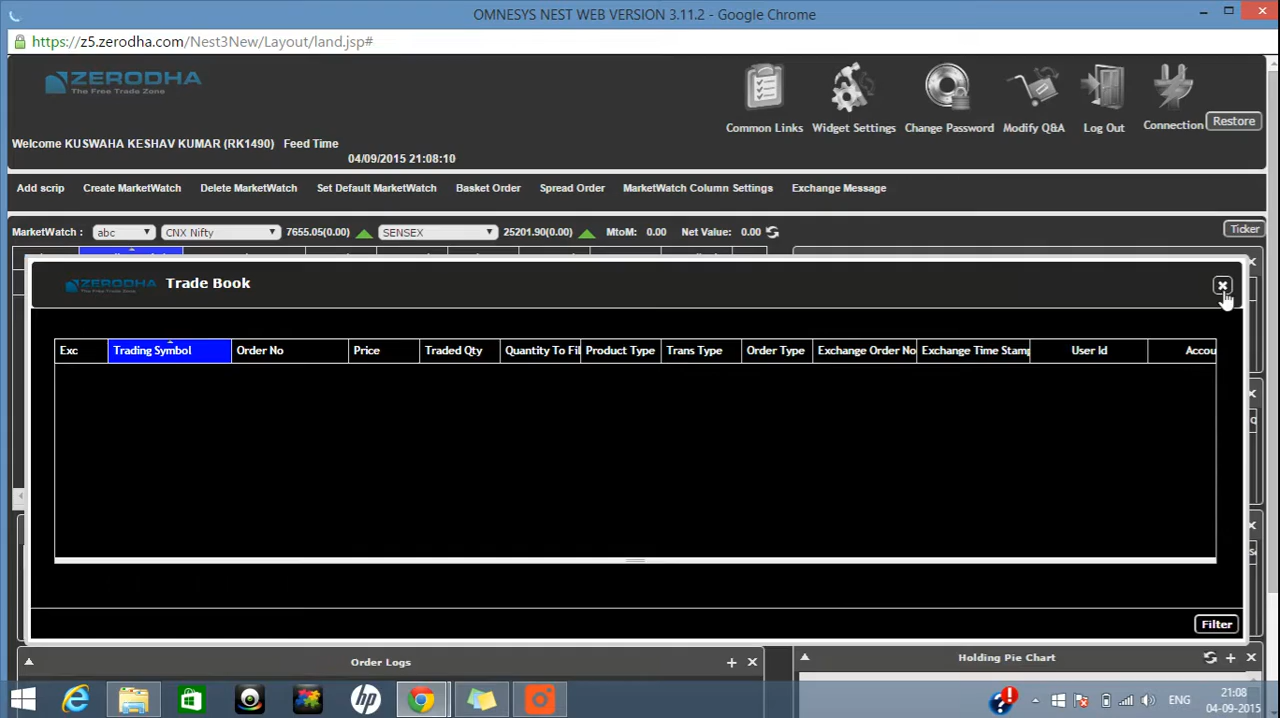 OMNESYS NEST WEB VERSION 3.11.2 - Google Chrome
https://z5.zerodha.com/Nest3New/Layout/land.jsp#
ZERODHA
The Free Trade Zone
Common Links Widget Settings Change Password Modify Q&A Log Out Connection Restore
Welcome KUSWAHA KESHAV KUMAR (RK1490) Feed Time
04/09/2015 21:08:10
Add scrip Create MarketWatch Delete MarketWatch Set Default MarketWatch Basket Order Spread Order MarketWatch Column Settings Exchange Message
MarketWatch : abc CNX Nifty 7655.05(0.00) SENSEX 25201.90(0.00) MtoM: 0.00 Net Value: 0.00 Ticker
ZERODHA Trade Book
Exc Trading Symbol Order No Price Traded Qty Quantity To Fil Product Type Trans Type Order Type Exchange Order No Exchange Time Stamp User Id Accou
Filter
Order Logs Holding Pie Chart
hp ENG 21:08
04-09-2015